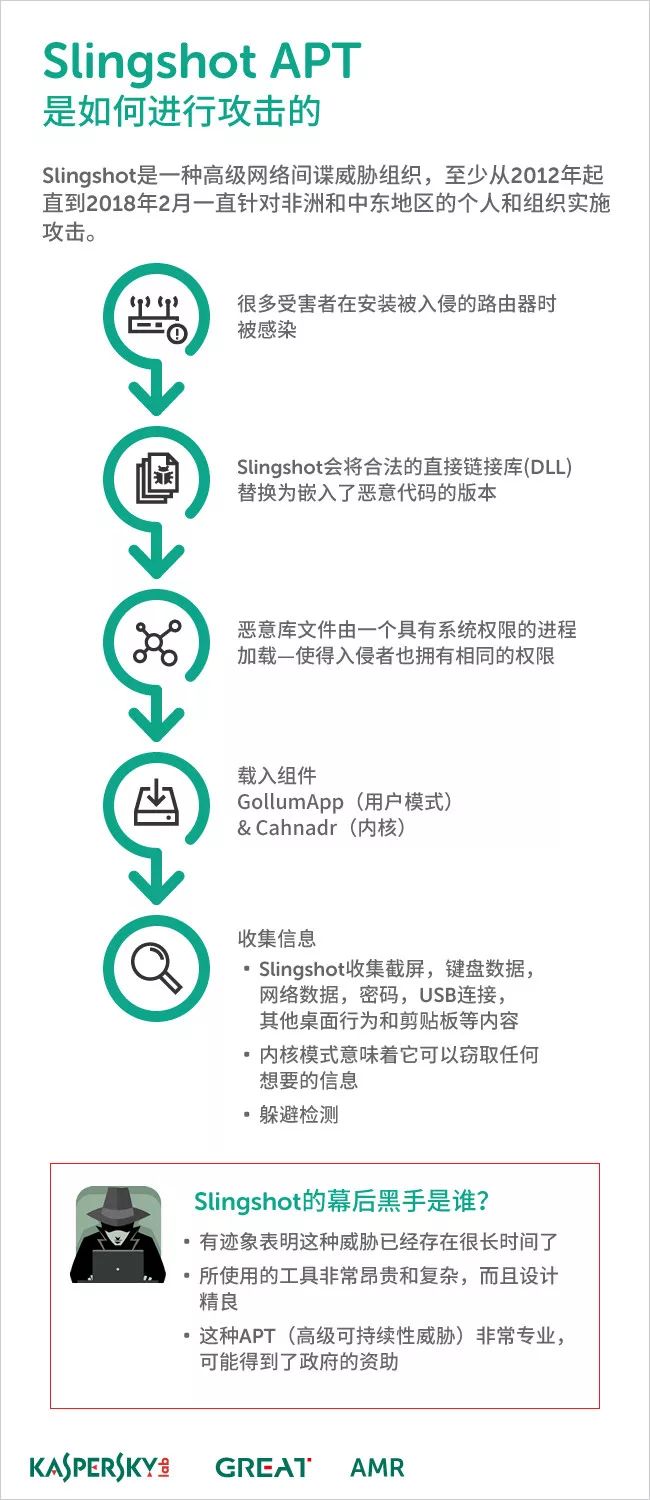 Slingshot APT
是如何进行攻击的
Slingshot是一种高级网络间谍威胁组织，至少从2012年起
直到2018年2月一直针对非洲和中东地区的个人和组织实施
攻击。
很多受害者在安装被入侵的路由器时
被感染
Slingshot会将合法的直接链接库(DLL)
替换为嵌入了恶意代码的版本
恶意库文件由一个具有系统权限的进程
加载—使得入侵者也拥有相同的权限
载入组件
GollumApp（用户模式）
& Cahnadr（内核）
收集信息
• Slingshot收集截屏，键盘数据，
网络数据，密码，USB连接，
其他桌面行为和剪贴板等内容
• 内核模式意味着它可以窃取任何
想要的信息
• 躲避检测
Slingshot的幕后黑手是谁？
• 有迹象表明这种威胁已经存在很长时间了
• 所使用的工具非常昂贵和复杂，而且设计
精良
• 这种APT（高级可持续性威胁）非常专业，
可能得到了政府的资助
KASPERSKY lab GREAT AMR